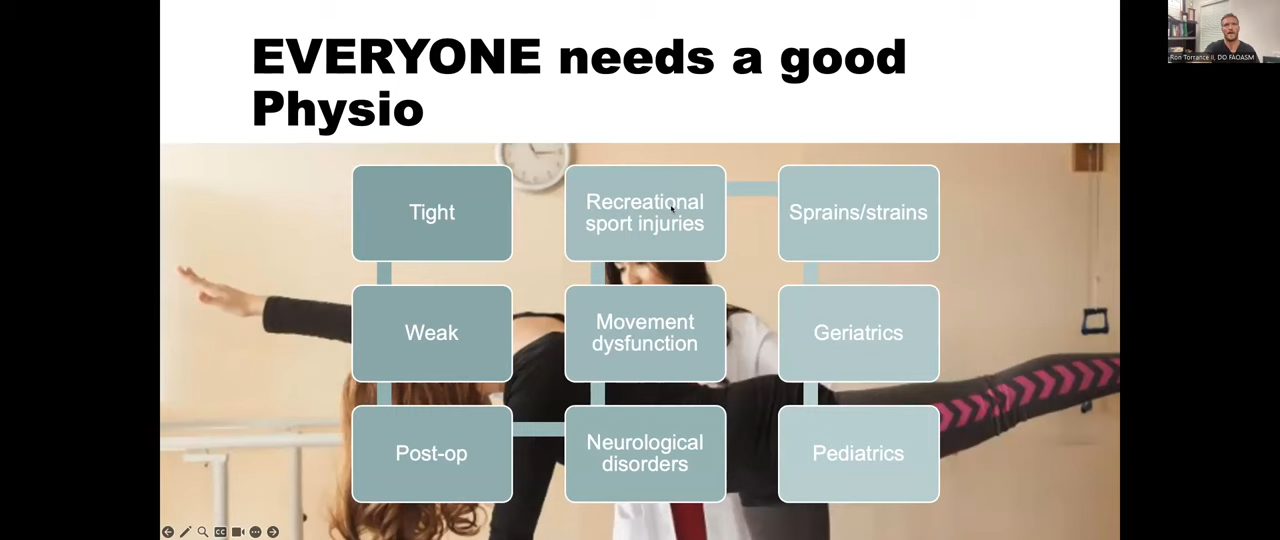 EVERYONE needs a good
Physio
Tight
Recreational
sport injuries
Sprains/strains
Weak
Movement
dysfunction
Geriatrics
Post-op
Neurological
disorders
Pediatrics
Ron Torrance II, DO FAOASM
CC